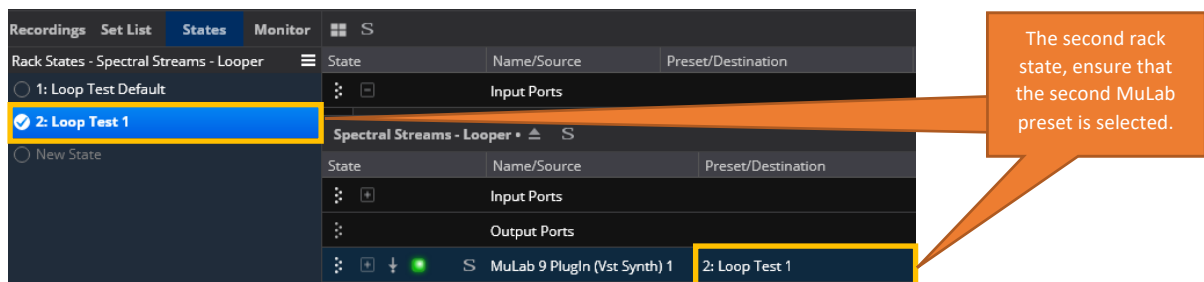 Recordings Set List States Monitor S
Rack States - Spectral Streams - Looper
State Name/Source Preset/Destination
1: Loop Test Default
Input Ports
2: Loop Test 1
Spectral Streams - Looper • S
New State
State Name/Source Preset/Destination
Input Ports
Output Ports
S MuLab 9 PlugIn (Vst Synth) 1 2: Loop Test 1
The second rack
state, ensure that
the second MuLab
preset is selected.